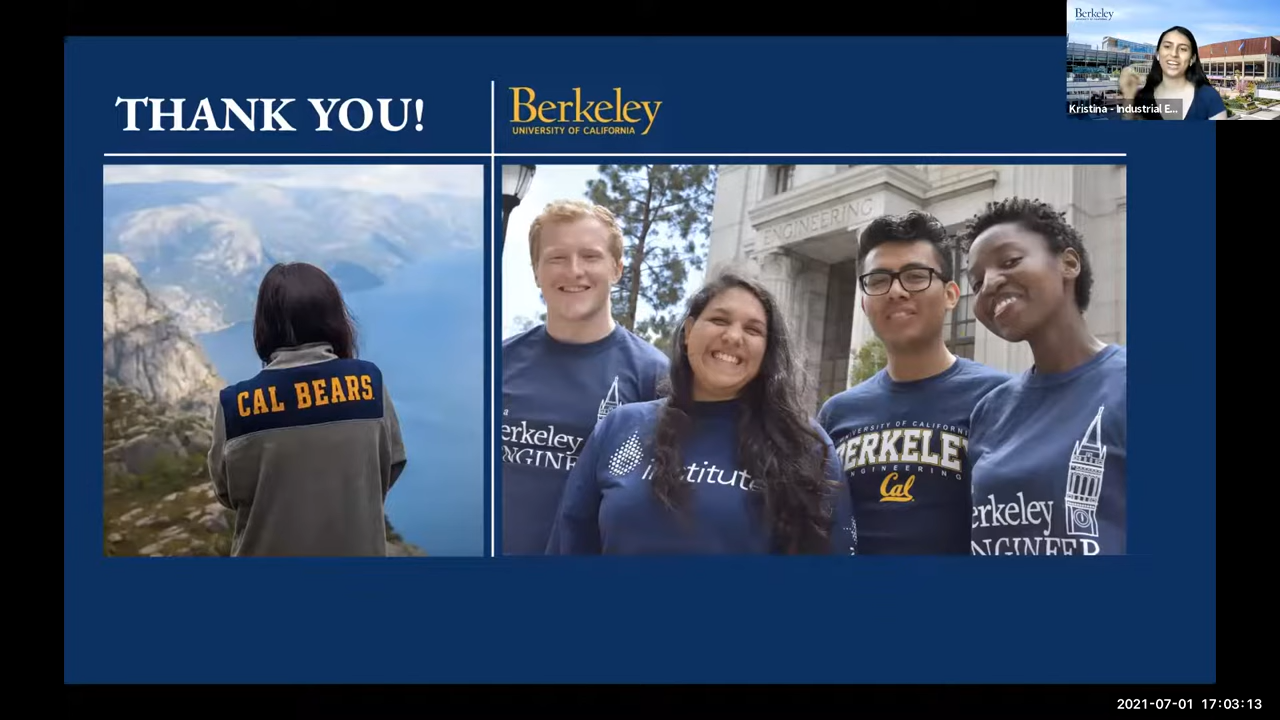 THANK YOU!
Berkeley
UNIVERSITY OF CALIFORNIA
Berkeley
Kristina - Industrial E...
ENGINEERING
CAL BEARS
erkeley
NGINE
institute
UNIVERSITY OF CALIFORNIA
BERKELEY
ENGINEERING
Cal
erkeley
NGINEER
2021-07-01 17:03:13